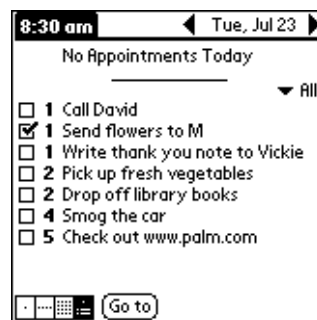 8:30 am Tue, Jul 23
No Appointments Today
All
1 Call David
1 Send flowers to M
1 Write thank you note to Vickie
2 Pick up fresh vegetables
2 Drop off library books
4 Smog the car
5 Check out www.palm.com
Go to